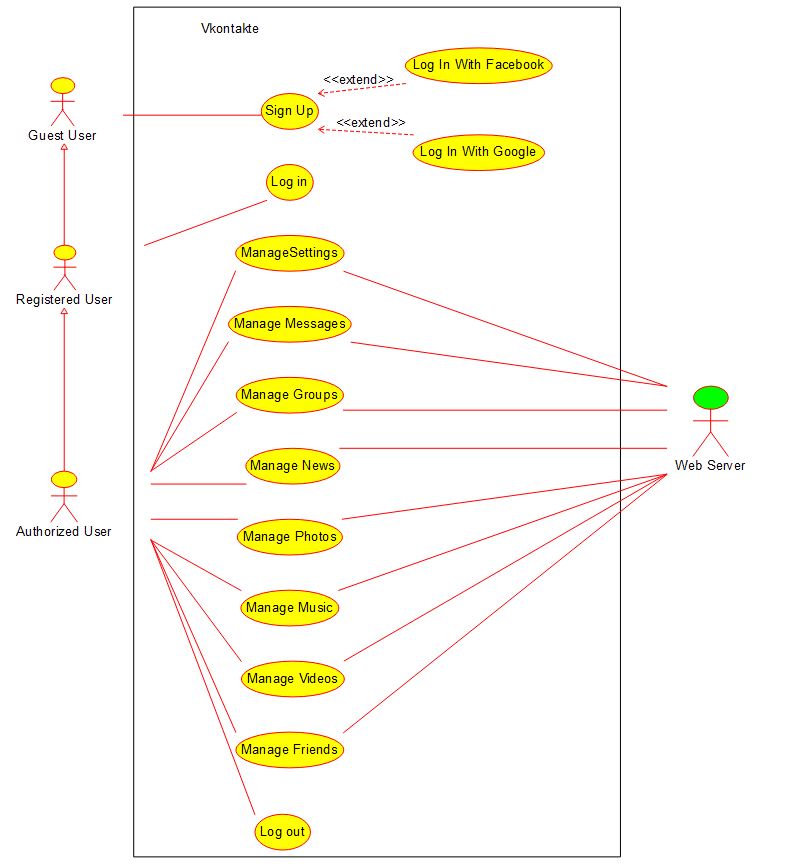 Vkontakte
Log In With Facebook
<<extend>>
Sign Up
<<extend>>
Guest User
Log In With Google
Log in
ManageSettings
Registered User
Manage Messages
Manage Groups
Manage News
Web Server
Authorized User
Manage Photos
Manage Music
Manage Videos
Manage Friends
Log out